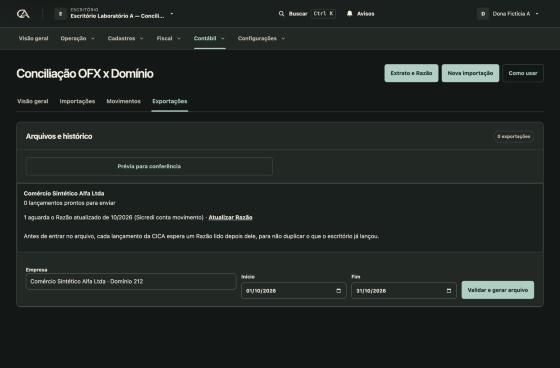 CA
E
ESCRITÓRIO
Escritório Laboratório A — Concili...
Buscar Ctrl K
Avisos
D
Dona Fictícia A
Visão geral
Operação
Cadastros
Fiscal
Contábil
Configurações
Conciliação OFX x Domínio
Extrato e Razão
Nova importação
Como usar
Visão geral
Importações
Movimentos
Exportações
Arquivos e histórico
0 exportações
Prévia para conferência
Comércio Sintético Alfa Ltda
0 lançamentos prontos para enviar
1 aguarda o Razão atualizado de 10/2026 (Sicredi conta movimento) · Atualizar Razão
Antes de entrar no arquivo, cada lançamento da CICA espera um Razão lido depois dele, para não duplicar o que o escritório já lançou.
Empresa
Comércio Sintético Alfa Ltda · Domínio 212
Início
01/10/2026
Fim
31/10/2026
Validar e gerar arquivo